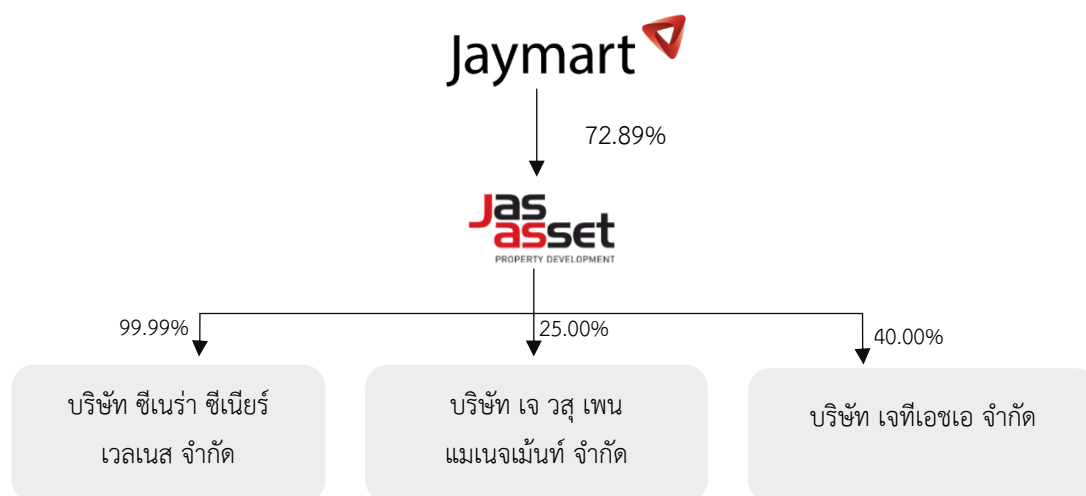 Jaymart
72.89%
Jas
asset
PROPERTY DEVELOPMENT
99.99%
25.00%
40.00%
บริษัท ซีเนร่า ซีเนียร์
เวลเนส จำกัด
บริษัท เจ วสุ เพน
แมเนจเม้นท์ จำกัด
บริษัท เจทีเอชเอ จำกัด